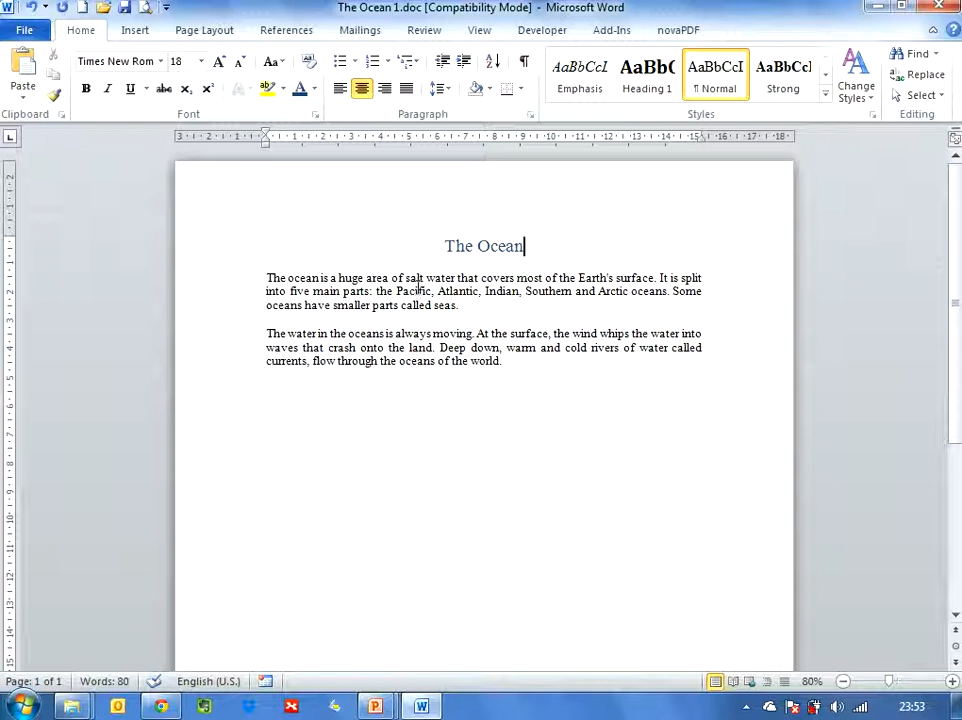 The Ocean 1.doc [Compatibility Mode] - Microsoft Word
File Home Insert Page Layout References Mailings Review View Developer Add-Ins novaPDF
Times New Rom 18
Paste
AaBbCcI AaBbC AaBbCcI AaBbCcI
Emphasis Heading 1 ¶ Normal Strong
Change Styles
Find
Replace
Select
Clipboard Font Paragraph Styles Editing
The Ocean
The ocean is a huge area of salt water that covers most of the Earth's surface. It is split
into five main parts: the Pacific, Atlantic, Indian, Southern and Arctic oceans. Some
oceans have smaller parts called seas.
The water in the oceans is always moving. At the surface, the wind whips the water into
waves that crash onto the land. Deep down, warm and cold rivers of water called
currents, flow through the oceans of the world.
Page: 1 of 1 Words: 80 English (U.S.) 80%
23:53